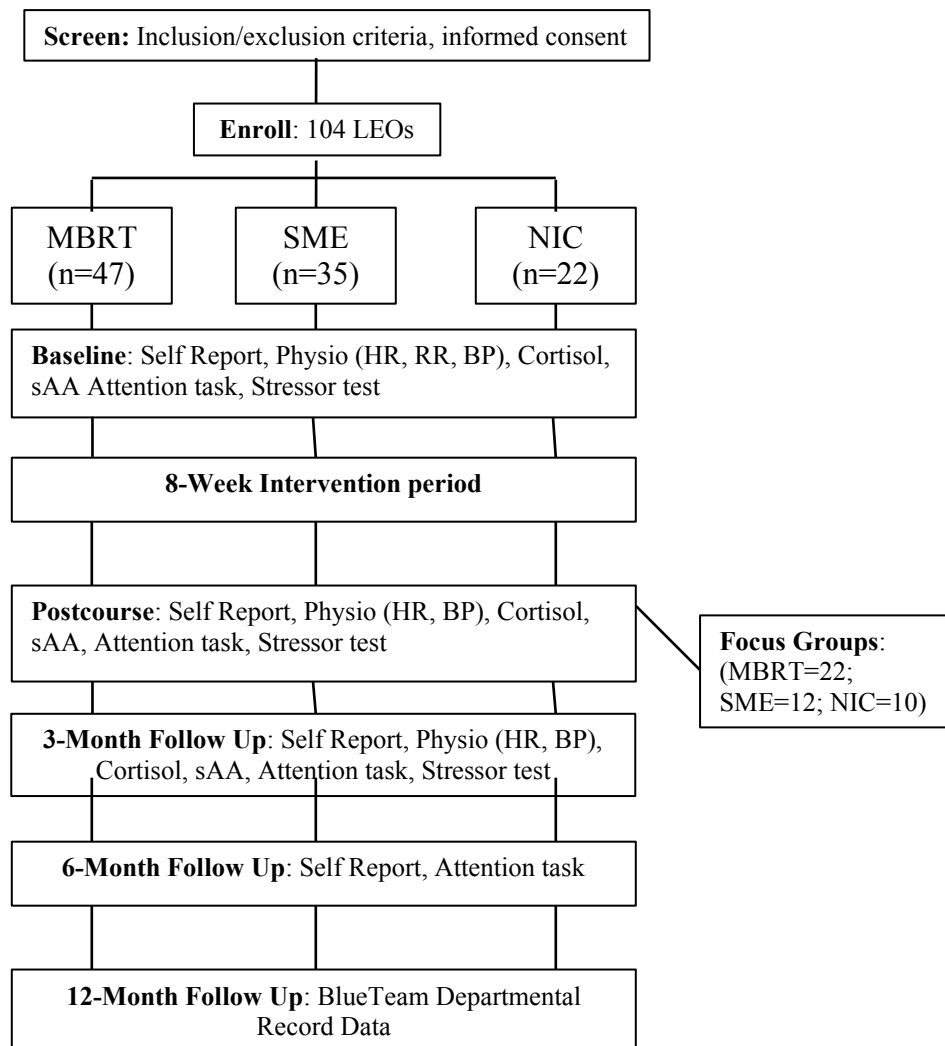 Screen: Inclusion/exclusion criteria, informed consent
Enroll: 104 LEOs
MBRT
(n=47)
SME
(n=35)
NIC
(n=22)
Baseline: Self Report, Physio (HR, RR, BP), Cortisol,
sAA Attention task, Stressor test
8-Week Intervention period
Postcourse: Self Report, Physio (HR, BP), Cortisol,
sAA, Attention task, Stressor test
Focus Groups:
(MBRT=22;
SME=12; NIC=10)
3-Month Follow Up: Self Report, Physio (HR, BP),
Cortisol, sAA, Attention task, Stressor test
6-Month Follow Up: Self Report, Attention task
12-Month Follow Up: BlueTeam Departmental
Record Data